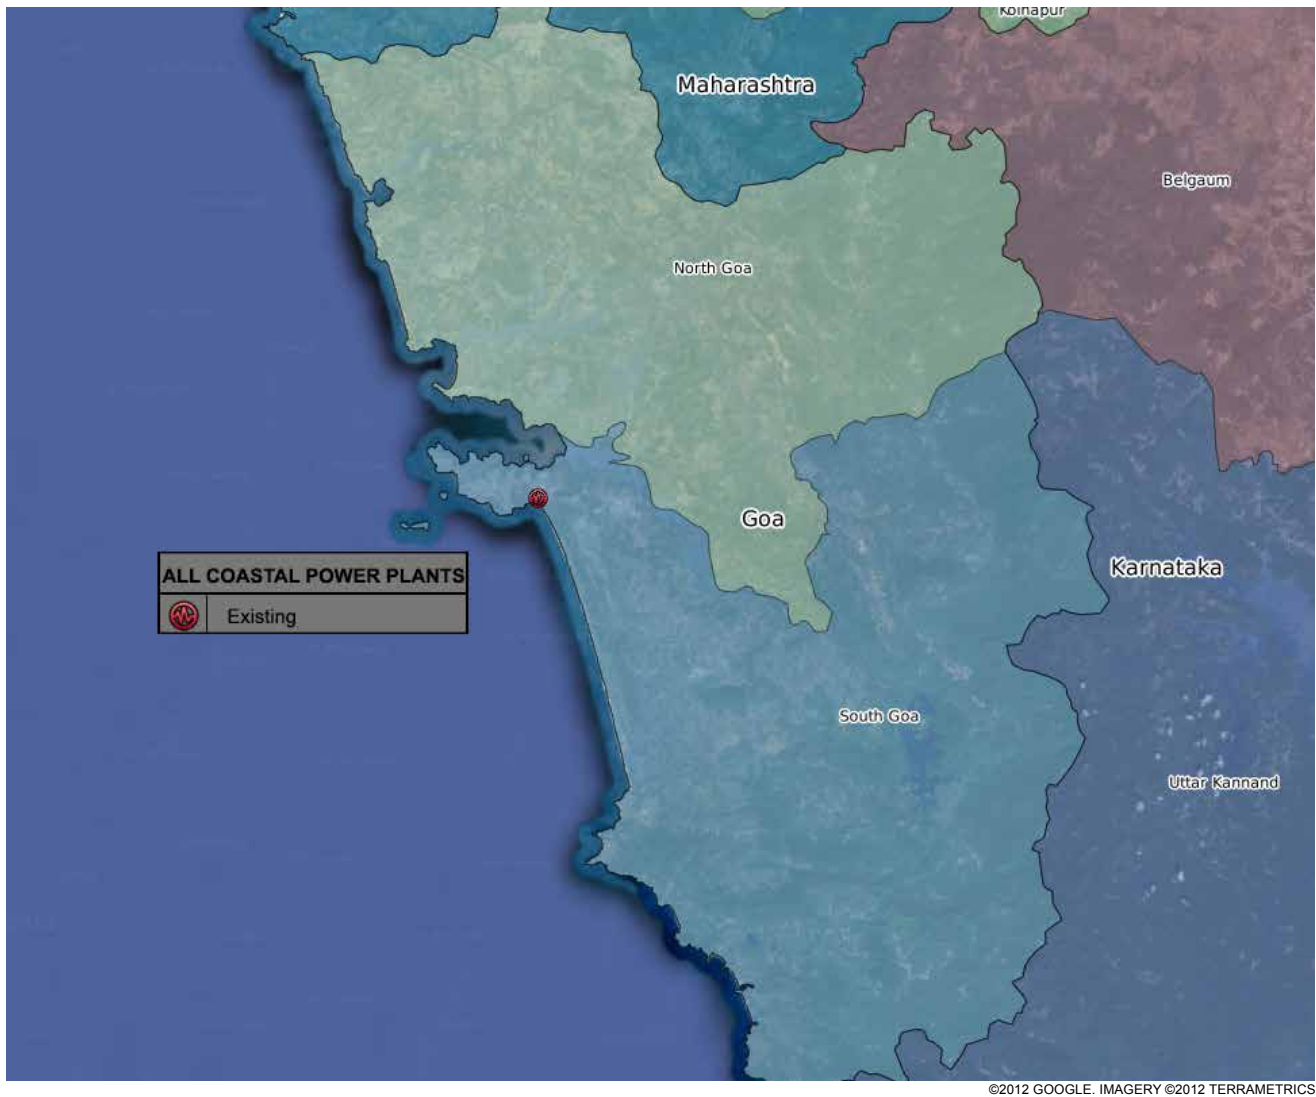 Kolhapur
Maharashtra
Belgaum
North Goa
Goa
ALL COASTAL POWER PLANTS
Existing
Karnataka
South Goa
Uttar Kannand
©2012 GOOGLE. IMAGERY ©2012 TERRAMETRICS